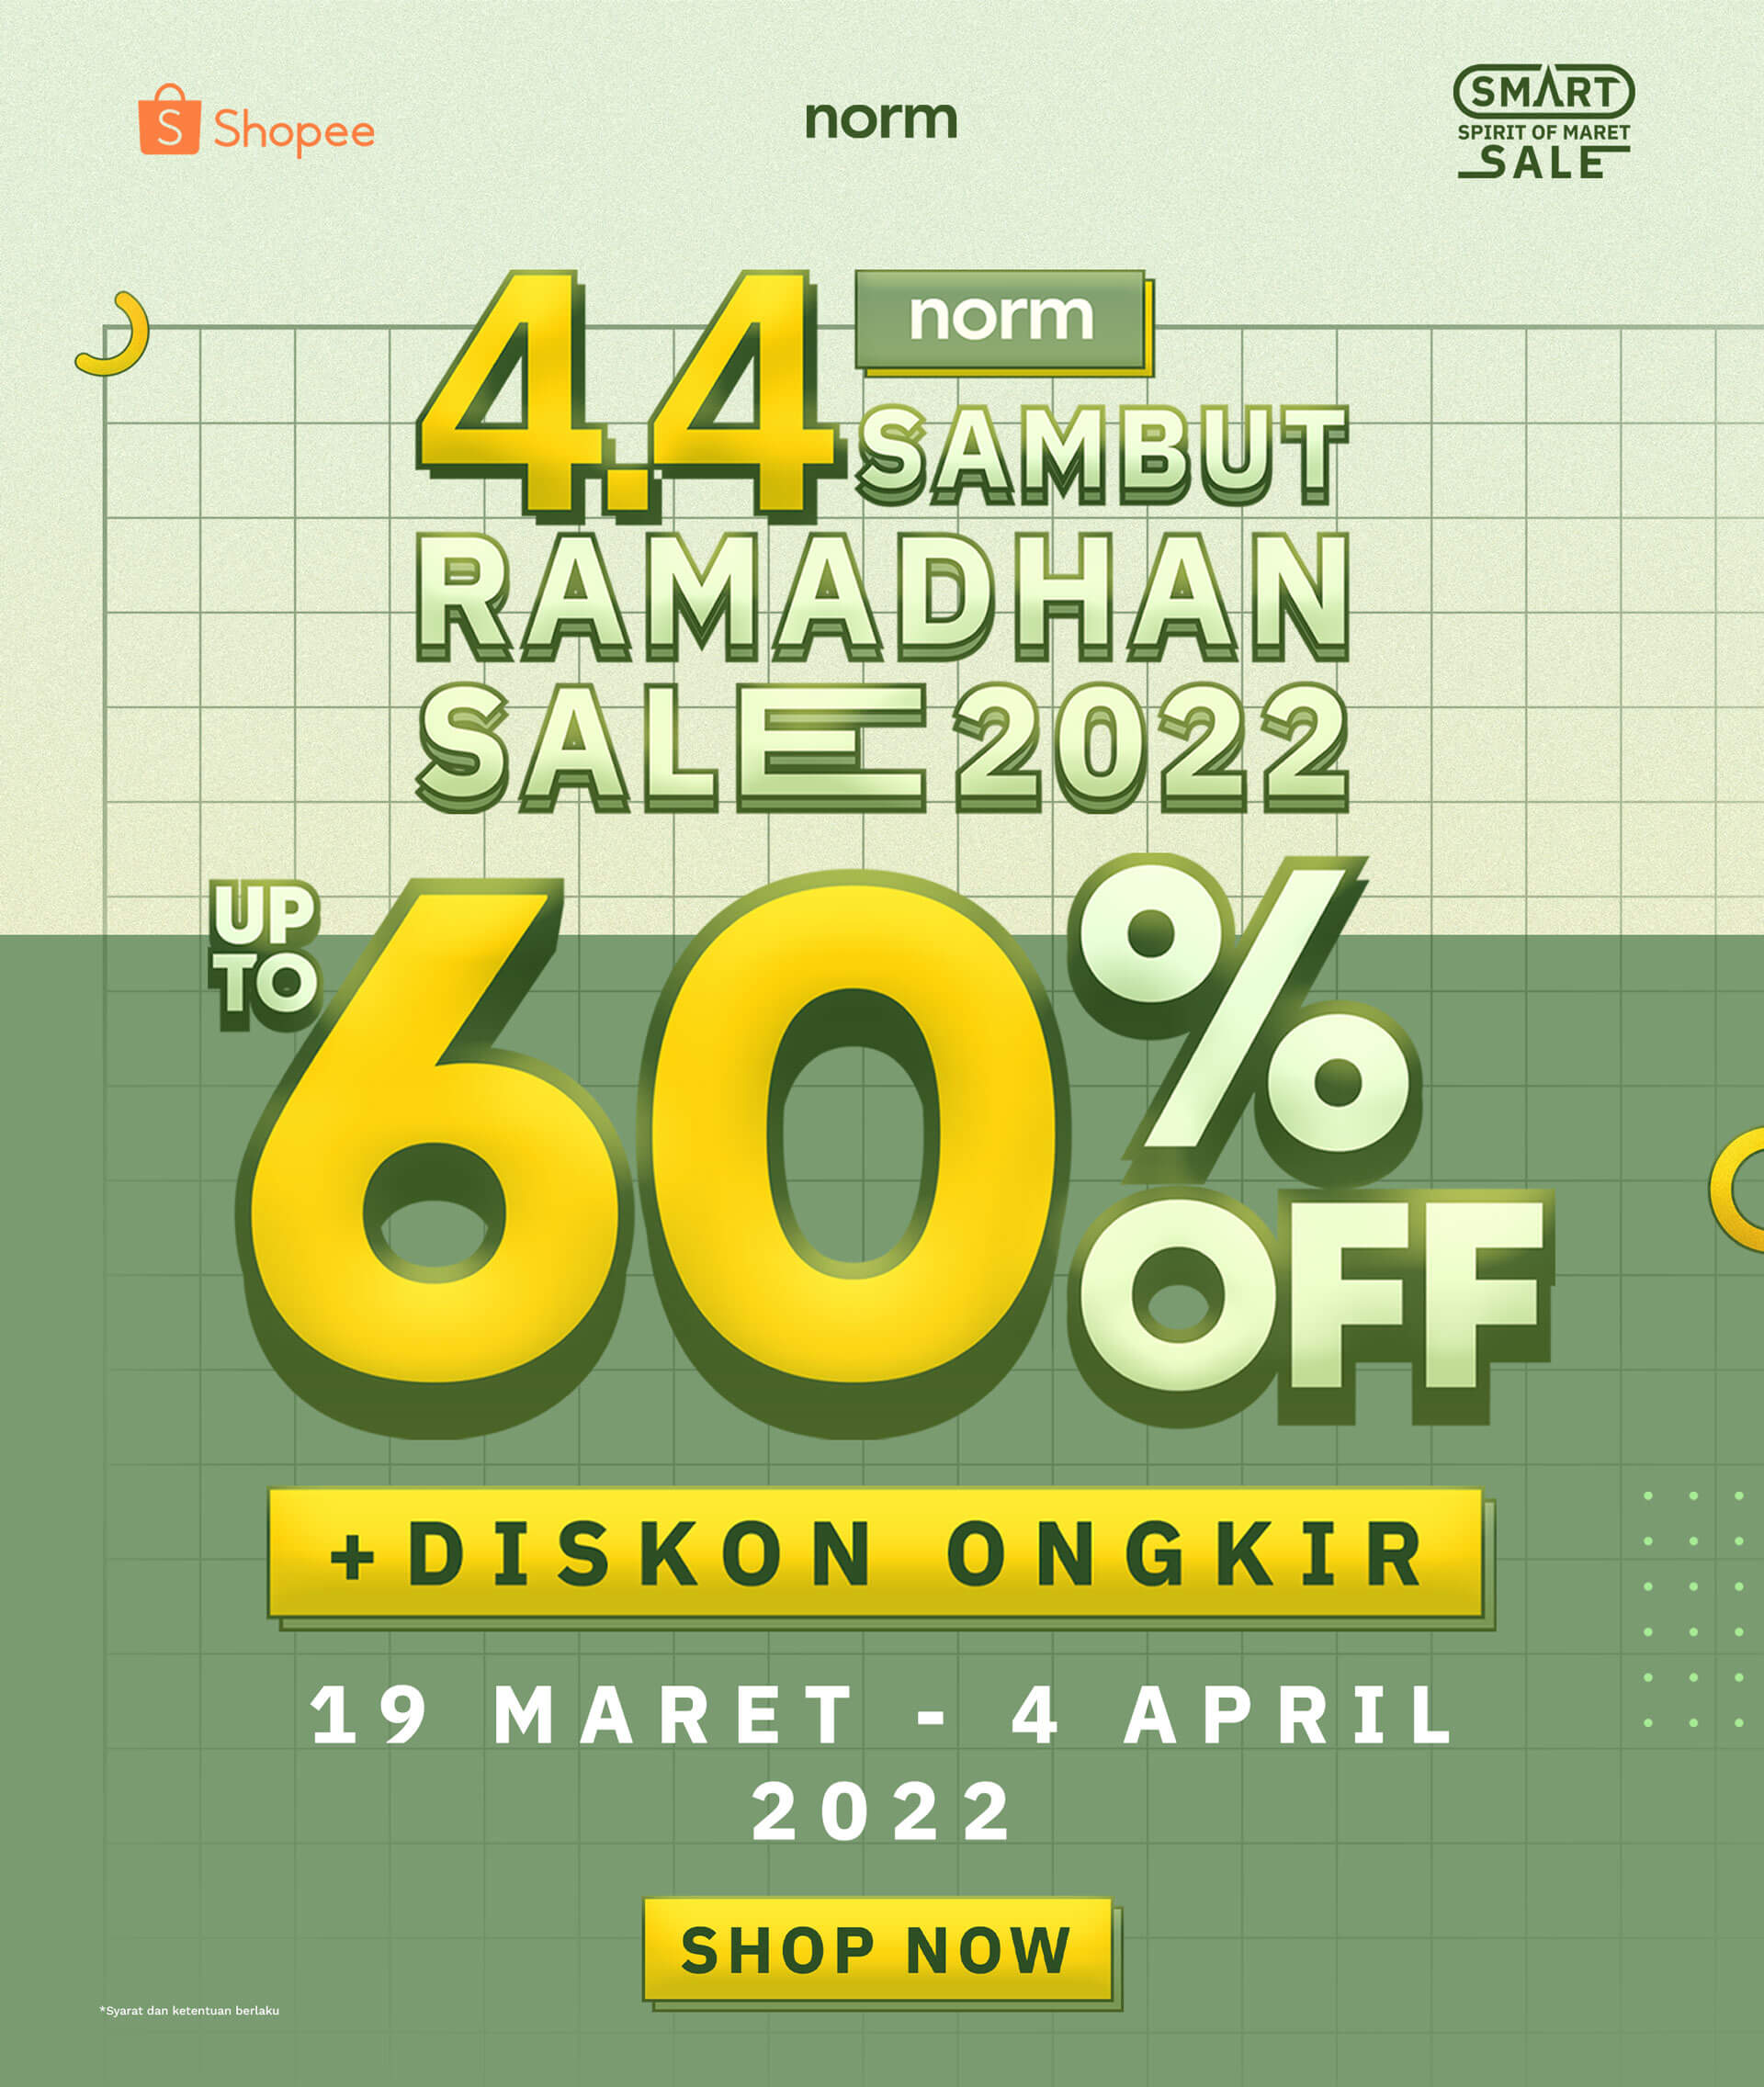 Shopee
norm
SMART
SPIRIT OF MARET
SALE
4.4 norm
SAMBUT
RAMADHAN
SALE 2022
UP
TO
60%
OFF
+DISKON ONGKIR
19 MARET - 4 APRIL
2022
SHOP NOW
*Syarat dan ketentuan berlaku